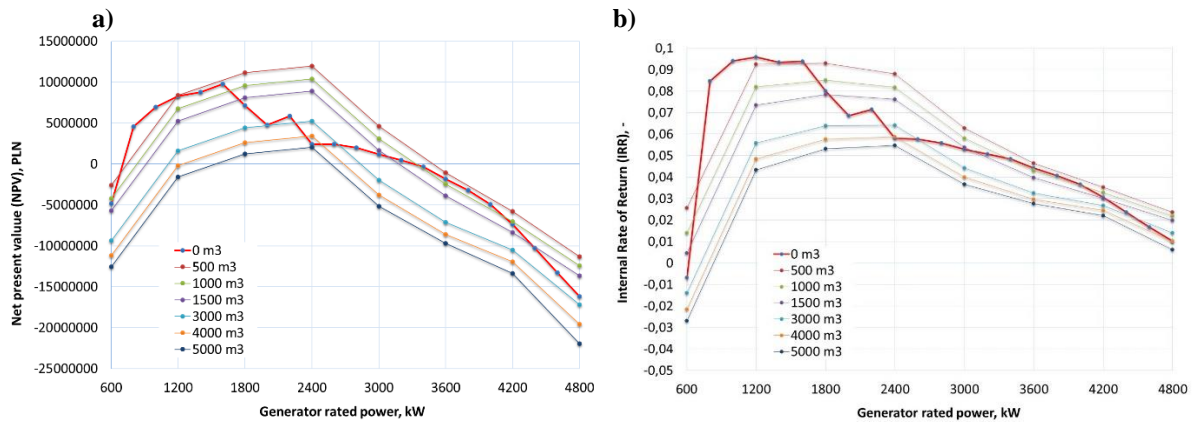 a)
15000000
10000000
5000000
0
-5000000
-10000000
-15000000
-20000000
-25000000
Net present valuue (NPV), PLN
0 m3
500 m3
1000 m3
1500 m3
3000 m3
4000 m3
5000 m3
600 1200 1800 2400 3000 3600 4200 4800
Generator rated power, kW
b)
0,1
0,09
0,08
0,07
0,06
0,05
0,04
0,03
0,02
0,01
0
-0,01
-0,02
-0,03
-0,04
-0,05
Internal Rate of Return (IRR), -
0 m3
500 m3
1000 m3
1500 m3
3000 m3
4000 m3
5000 m3
600 1200 1800 2400 3000 3600 4200 4800
Generator rated power, kW